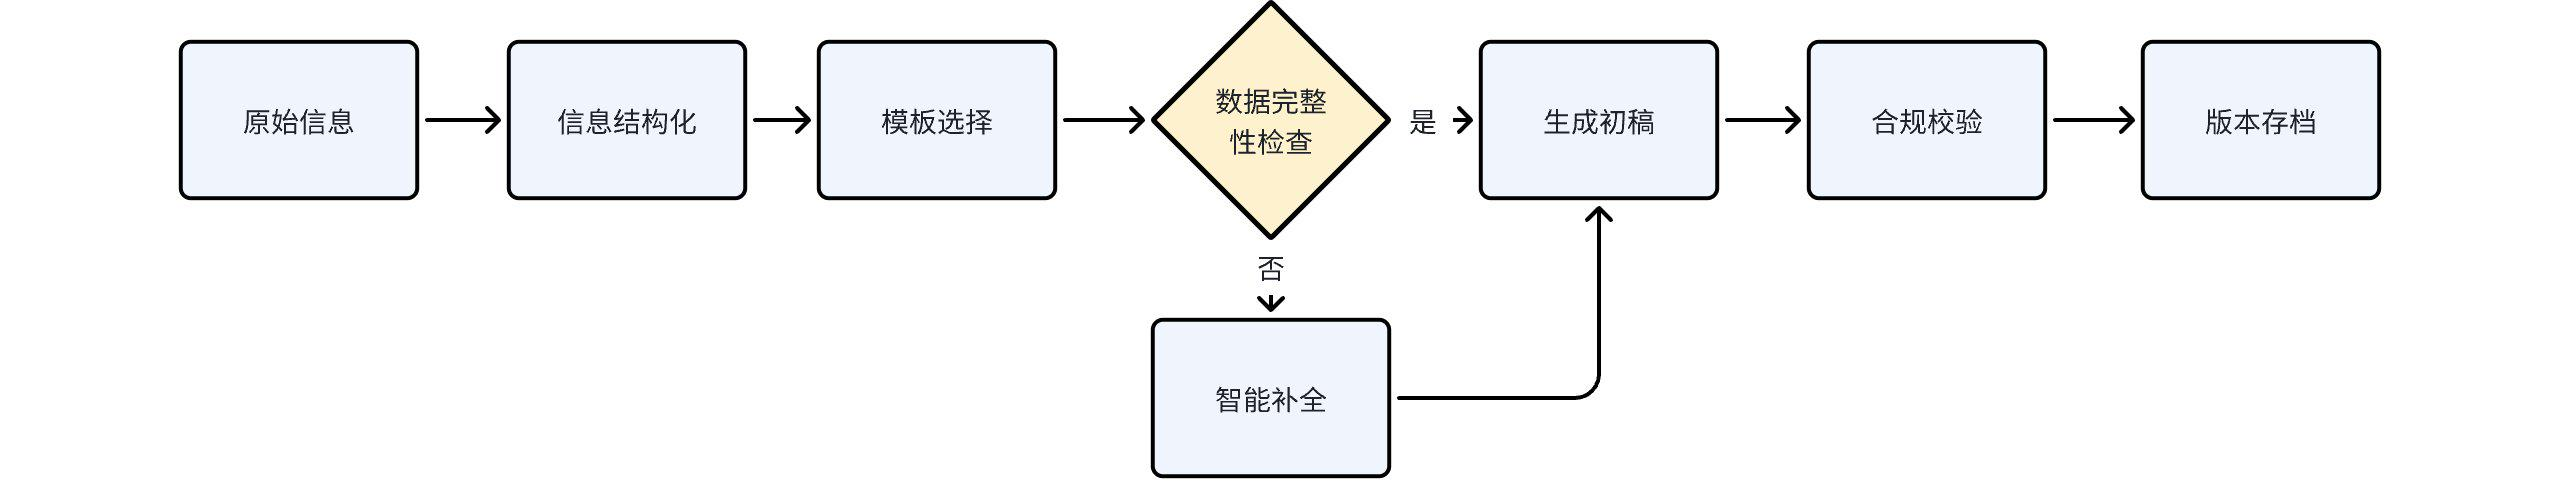 原始信息
信息结构化
模板选择
数据完整
性检查
是
生成初稿
合规校验
版本存档
否
智能补全